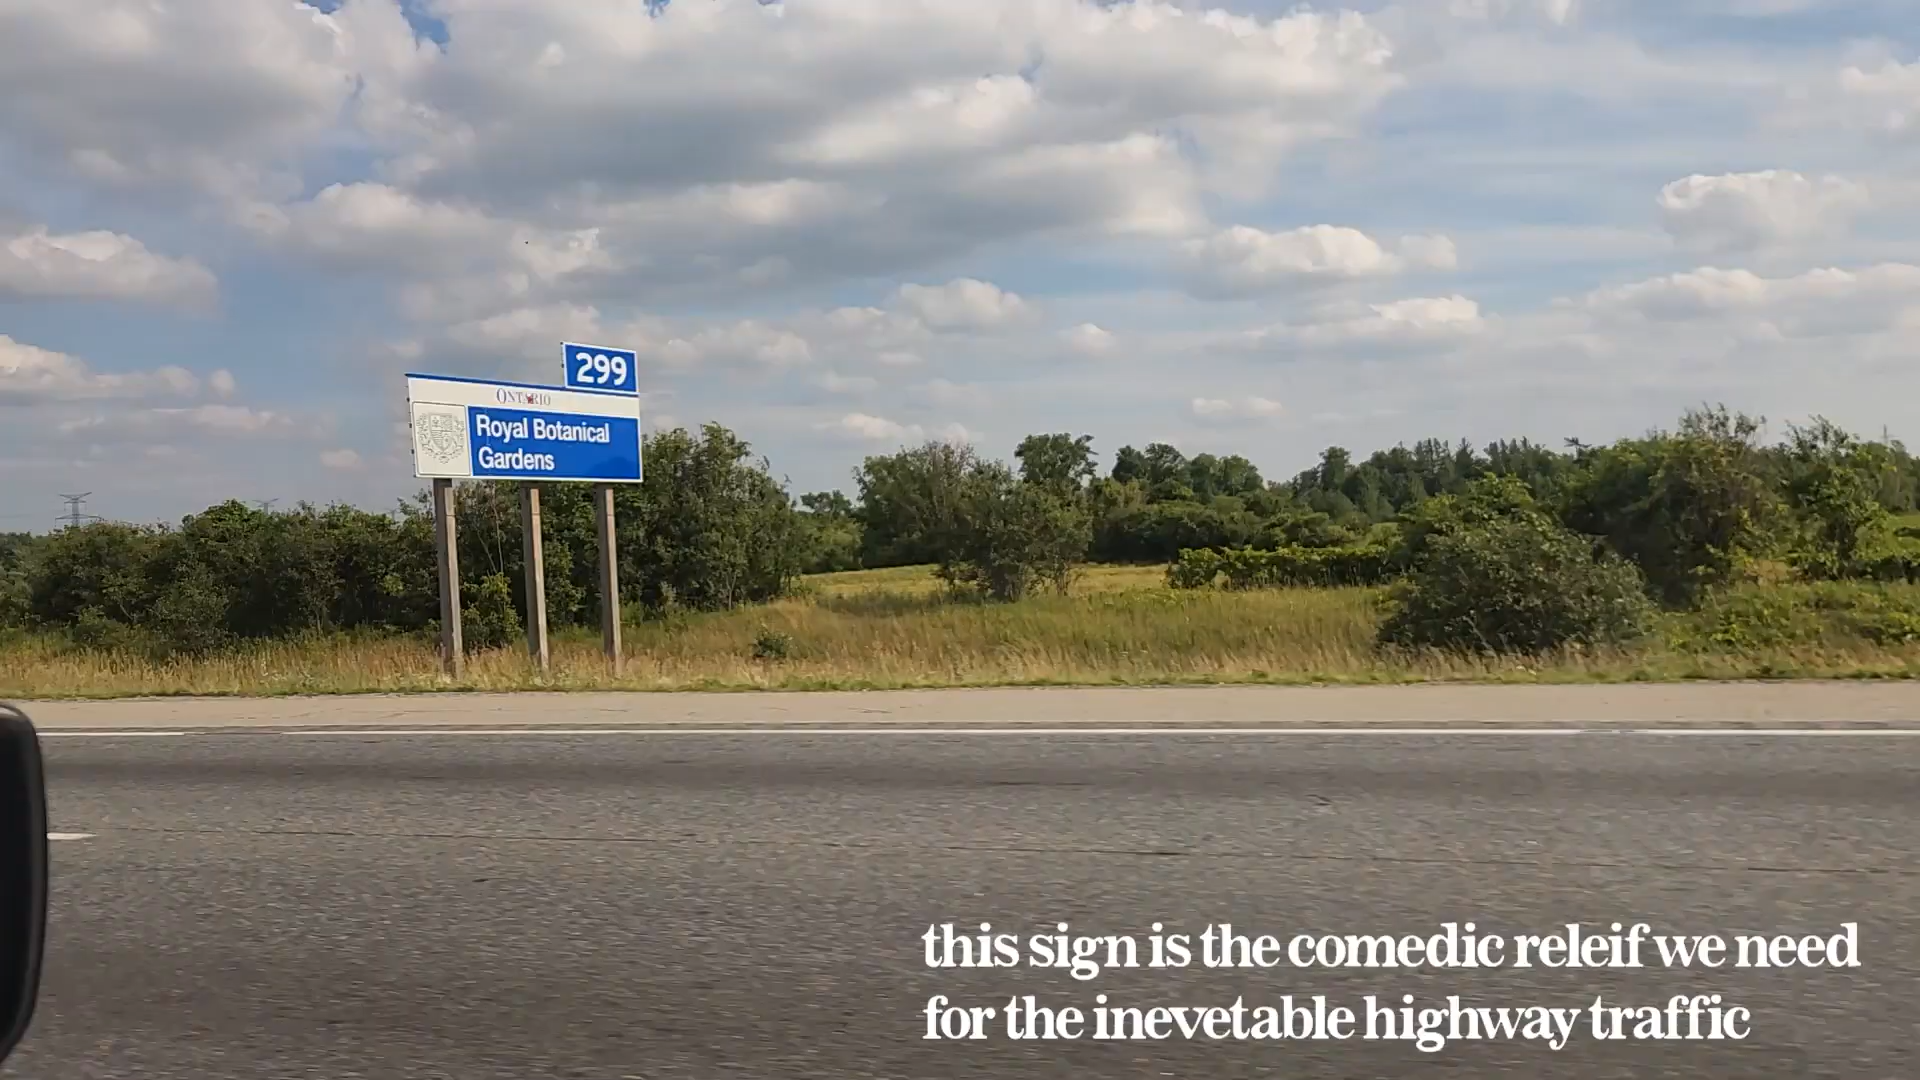 299
ONTARIO
Royal Botanical
Gardens
this sign is the comedic releif we need
for the inevetable highway traffic